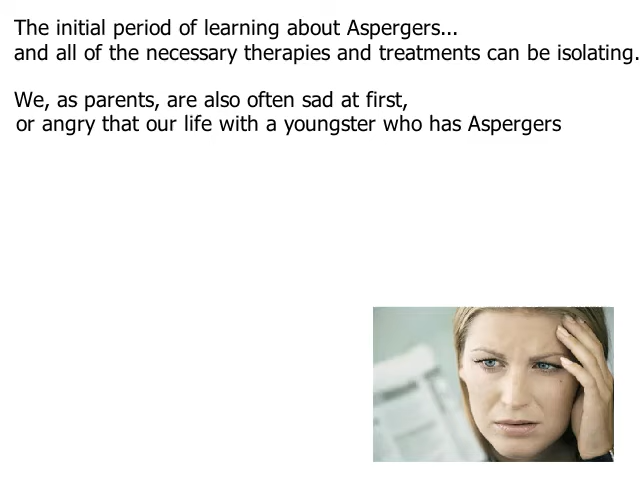 The initial period of learning about Aspergers...
and all of the necessary therapies and treatments can be isolating.
We, as parents, are also often sad at first,
or angry that our life with a youngster who has Aspergers